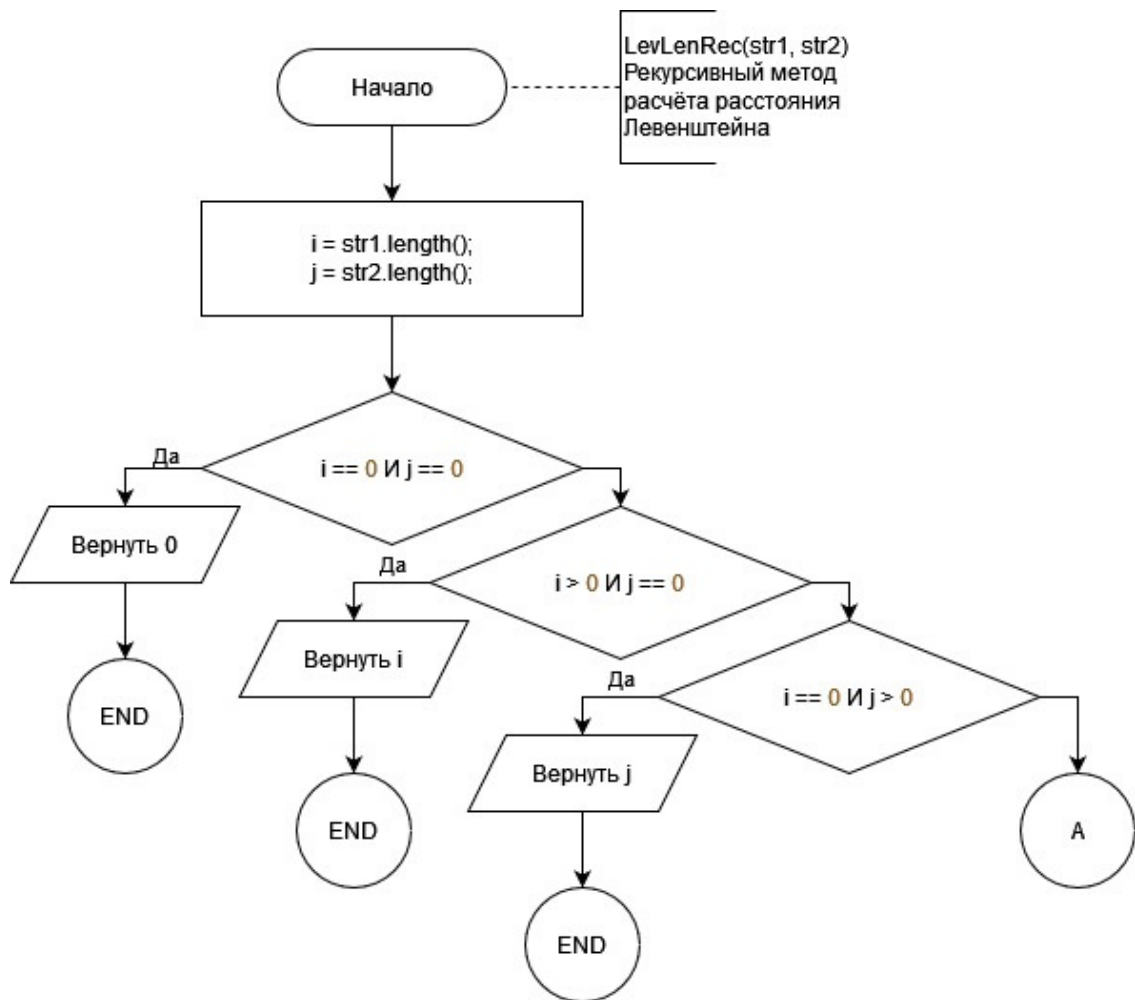 Начало
LevLenRec(str1, str2)
Рекурсивный метод
расчёта расстояния
Левенштейна
i = str1.length();
j = str2.length();
Да
i == 0 И j == 0
Вернуть 0
Да
i > 0 И j == 0
Вернуть i
Да
i == 0 И j > 0
END
Вернуть j
END
A
END